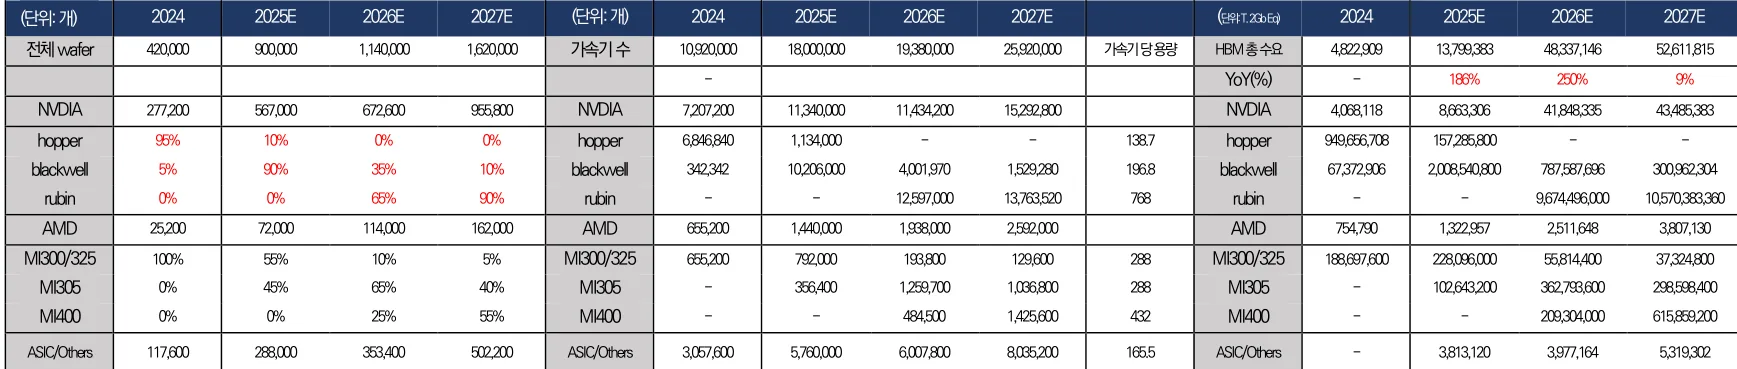 (단위: 개) 2024 2025E 2026E 2027E (단위: 개) 2024 2025E 2026E 2027E (단위: T. 2Gb Eq) 2024 2025E 2026E 2027E
전체 wafer 420,000 900,000 1,140,000 1,620,000 가속기 수 10,920,000 18,000,000 19,380,000 25,920,000 가속기 당 용량 HBM 총 수요 4,822,909 13,799,383 48,337,146 52,611,815
– YoY(%) – 186% 250% 9%
NVDIA 277,200 567,000 672,600 955,800 NVDIA 7,207,200 11,340,000 11,434,200 15,292,800 NVDIA 4,068,118 8,663,306 41,848,335 43,485,383
hopper 95% 10% 0% 0% hopper 6,846,840 1,134,000 – – 138.7 hopper 949,656,708 157,285,800 – –
blackwell 5% 90% 35% 10% blackwell 342,342 10,206,000 4,001,970 1,529,280 196.8 blackwell 67,372,906 2,008,540,800 787,587,696 300,962,304
rubin 0% 0% 65% 90% rubin – – 12,597,000 13,763,520 768 rubin – – 9,674,496,000 10,570,383,360
AMD 25,200 72,000 114,000 162,000 AMD 655,200 1,440,000 1,938,000 2,592,000 AMD 754,790 1,322,957 2,511,648 3,807,130
MI300/325 100% 55% 10% 5% MI300/325 655,200 792,000 193,800 129,600 288 MI300/325 188,697,600 228,096,000 55,814,400 37,324,800
MI305 0% 45% 65% 40% MI305 – 356,400 1,259,700 1,036,800 288 MI305 – 102,643,200 362,793,600 298,598,400
MI400 0% 0% 25% 55% MI400 – – 484,500 1,425,600 432 MI400 – – 209,304,000 615,859,200
ASIC/Others 117,600 288,000 353,400 502,200 ASIC/Others 3,057,600 5,760,000 6,007,800 8,035,200 165.5 ASIC/Others – 3,813,120 3,977,164 5,319,302